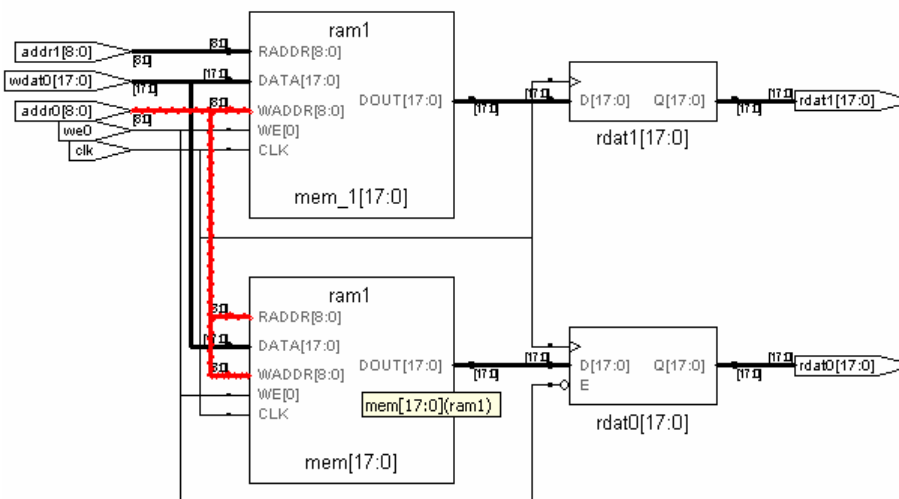 ram1
addr1[8:0]
[8:0]
[8:0]
RADDR[8:0]
wdat0[17:0]
[17:0]
[17:0]
DATA[17:0]
addr0[8:0]
[8:0]
[8:0]
WADDR[8:0]
DOUT[17:0]
[17:0]
[17:0]
D[17:0]
Q[17:0]
[17:0]
[17:0]
rdat1[17:0]
we0
WE[0]
clk
CLK
rdat1[17:0]
mem_1[17:0]
ram1
[8:0]
RADDR[8:0]
[17:0]
DATA[17:0]
[8:0]
WADDR[8:0]
DOUT[17:0]
[17:0]
[17:0]
D[17:0]
Q[17:0]
[17:0]
[17:0]
rdat0[17:0]
WE[0]
E
CLK
mem[17:0](ram1)
rdat0[17:0]
mem[17:0]